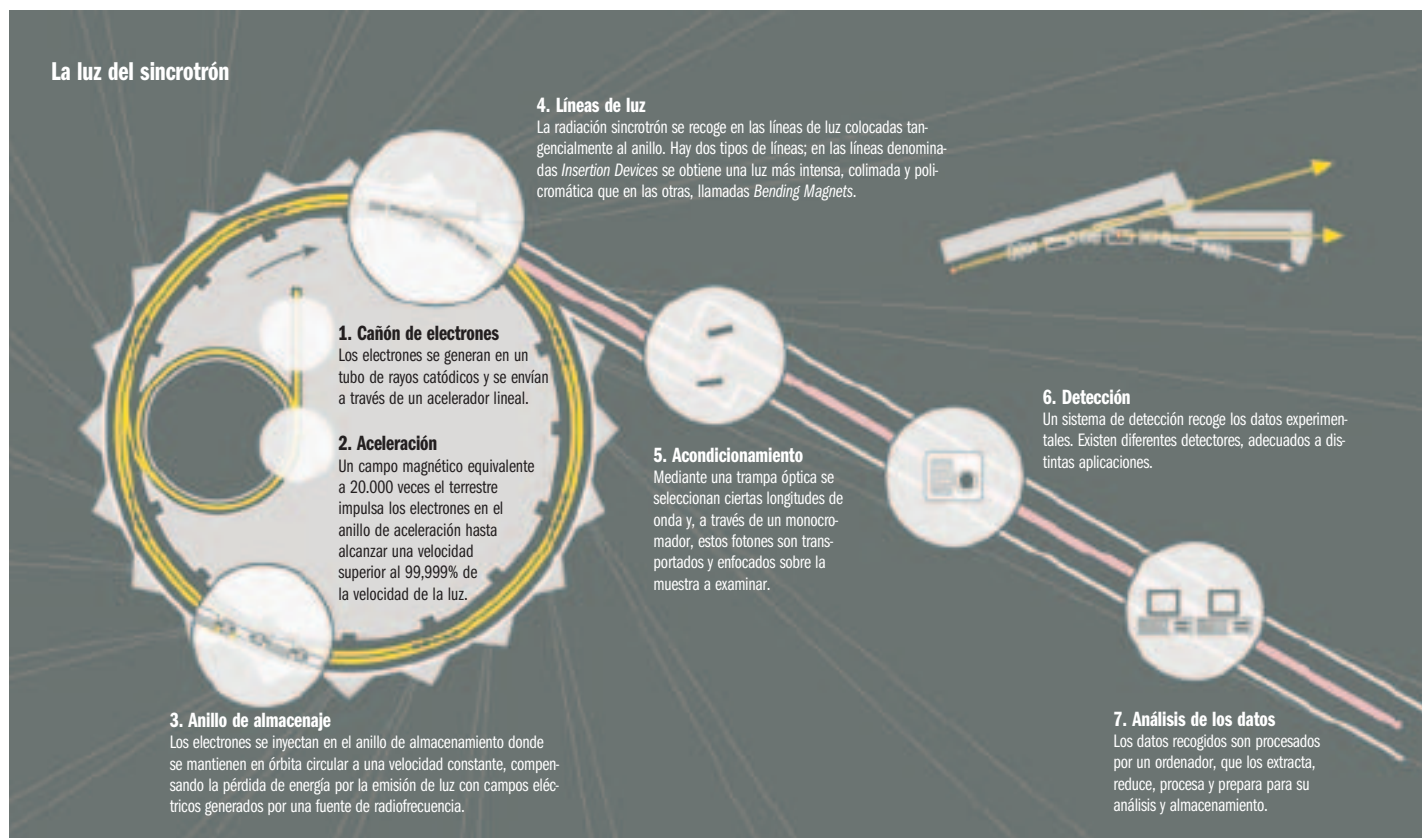 La luz del sincrotrón
1. Cañón de electrones
Los electrones se generan en un
tubo de rayos catódicos y se envían
a través de un acelerador lineal.
2. Aceleración
Un campo magnético equivalente
a 20.000 veces el terrestre
impulsa los electrones en el
anillo de aceleración hasta
alcanzar una velocidad
superior al 99,999% de
la velocidad de la luz.
3. Anillo de almacenaje
Los electrones se inyectan en el anillo de almacenamiento donde
se mantienen en órbita circular a una velocidad constante, compen-
sando la pérdida de energía por la emisión de luz con campos eléc-
tricos generados por una fuente de radiofrecuencia.
4. Líneas de luz
La radiación sincrotrón se recoge en las líneas de luz colocadas tan-
gencialmente al anillo. Hay dos tipos de líneas; en las líneas denomina-
das Insertion Devices se obtiene una luz más intensa, colimada y poli-
cromática que en las otras, llamadas Bending Magnets.
5. Acondicionamiento
Mediante una trampa óptica se
seleccionan ciertas longitudes de
onda y, a través de un monocro-
mador, estos fotones son trans-
portados y enfocados sobre la
muestra a examinar.
6. Detección
Un sistema de detección recoge los datos experimen-
tales. Existen diferentes detectores, adecuados a dis-
tintas aplicaciones.
7. Análisis de los datos
Los datos recogidos son procesados
por un ordenador, que los extracta,
reduce, procesa y prepara para su
análisis y almacenamiento.